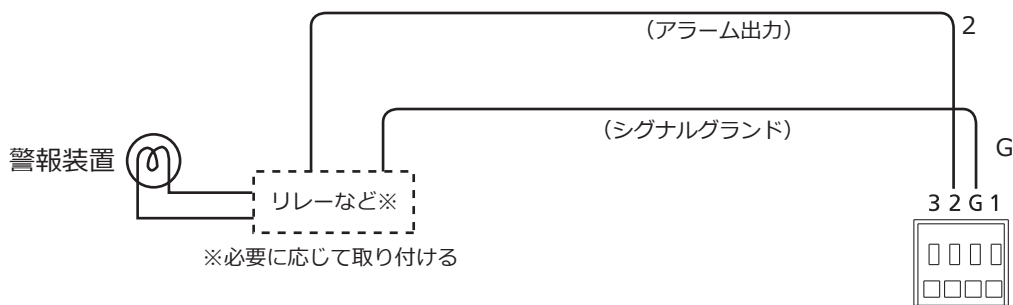 2
（アラーム出力）
（シグナルグランド）
G
警報装置
リレーなど※
3 2 G 1
※必要に応じて取り付ける